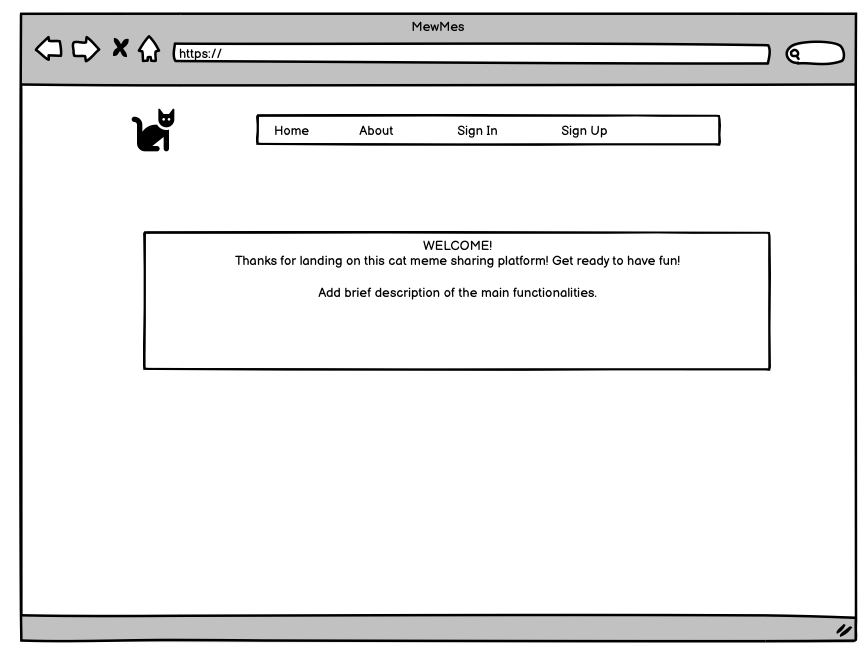 MewMes
https://
Home About Sign In Sign Up
WELCOME!
Thanks for landing on this cat meme sharing platform! Get ready to have fun!
Add brief description of the main functionalities.